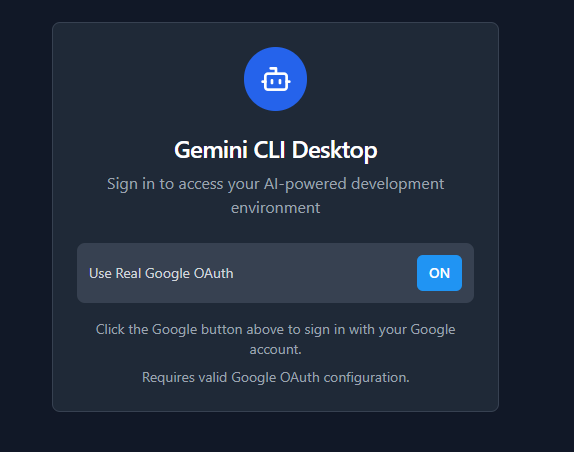 Gemini CLI Desktop
Sign in to access your AI-powered development
environment
Use Real Google OAuth
ON
Click the Google button above to sign in with your Google
account.
Requires valid Google OAuth configuration.